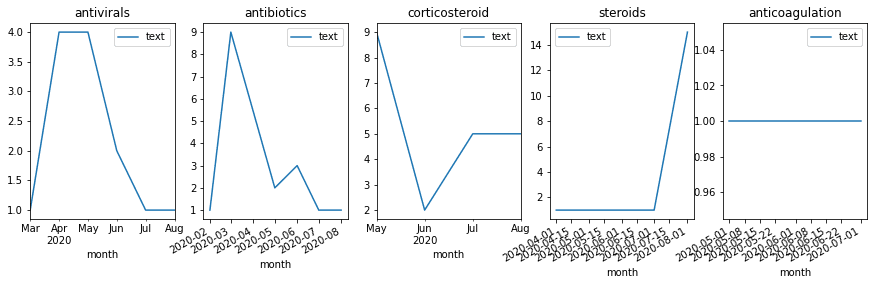 antivirals
text
4.0
3.5
3.0
2.5
2.0
1.5
1.0
Mar Apr May Jun Jul Aug
2020
month
antibiotics
text
9
8
7
6
5
4
3
2
1
2020-02 2020-03 2020-04 2020-05 2020-06 2020-07 2020-08
month
corticosteroid
text
9
8
7
6
5
4
3
2
May Jun Jul Aug
2020
month
steroids
text
14
12
10
8
6
4
2
2020-04-01 2020-04-15 2020-05-01 2020-05-15 2020-06-01 2020-06-15 2020-07-01 2020-07-15 2020-08-01
month
anticoagulation
text
1.04
1.02
1.00
0.98
0.96
2020-05-01 2020-05-08 2020-05-15 2020-05-22 2020-06-01 2020-06-08 2020-06-15 2020-06-22 2020-07-01
month